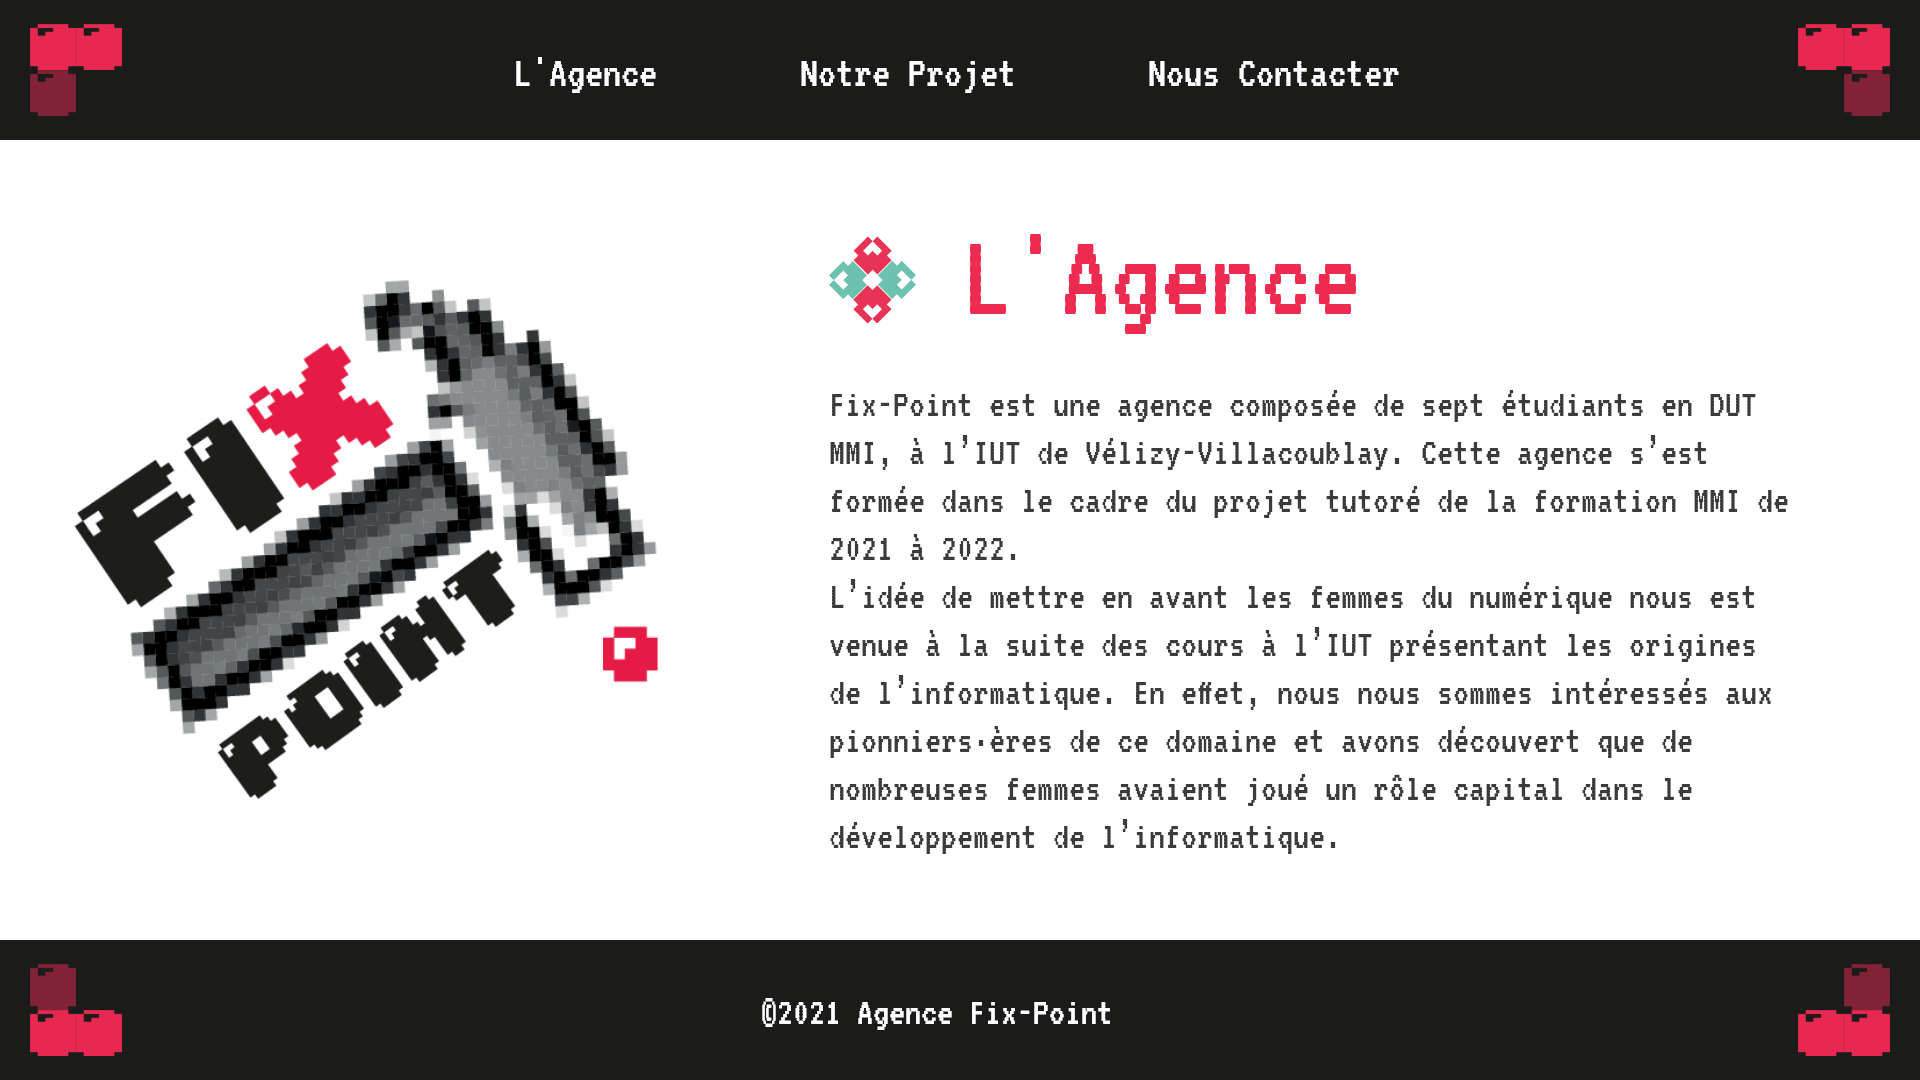 L'Agence
Notre Projet
Nous Contacter
FIX
POINT
L'Agence
Fix-Point est une agence composée de sept étudiants en DUT
MMI, à l’IUT de Vélizy-Villacoublay. Cette agence s’est
formée dans le cadre du projet tutoré de la formation MMI de
2021 à 2022.
L’idée de mettre en avant les femmes du numérique nous est
venue à la suite des cours à l’IUT présentant les origines
de l’informatique. En effet, nous nous sommes intéressés aux
pionniers·ères de ce domaine et avons découvert que de
nombreuses femmes avaient joué un rôle capital dans le
développement de l’informatique.
©2021 Agence Fix-Point